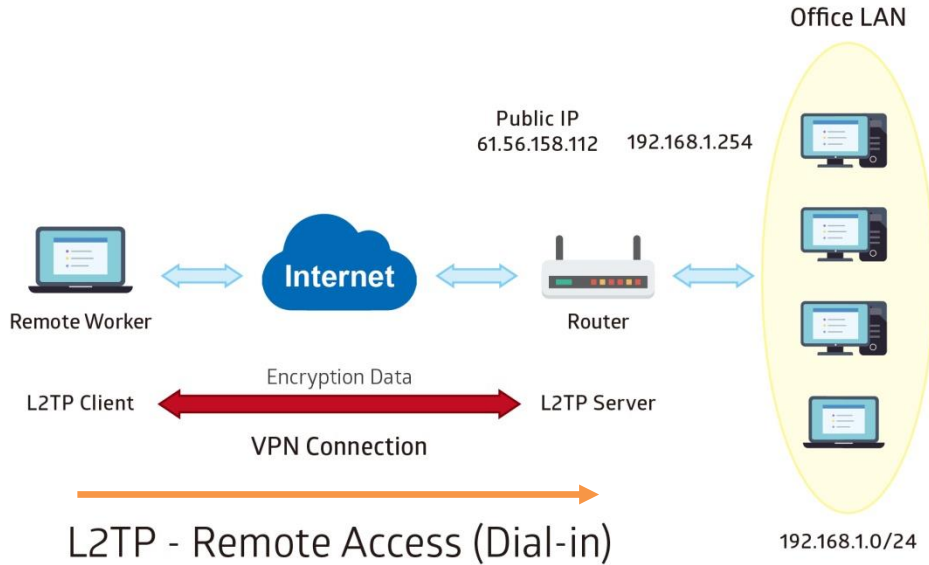 Office LAN
Public IP
61.56.158.112
192.168.1.254
Internet
Remote Worker
Router
Encryption Data
L2TP Client
L2TP Server
VPN Connection
L2TP - Remote Access (Dial-in)
192.168.1.0/24